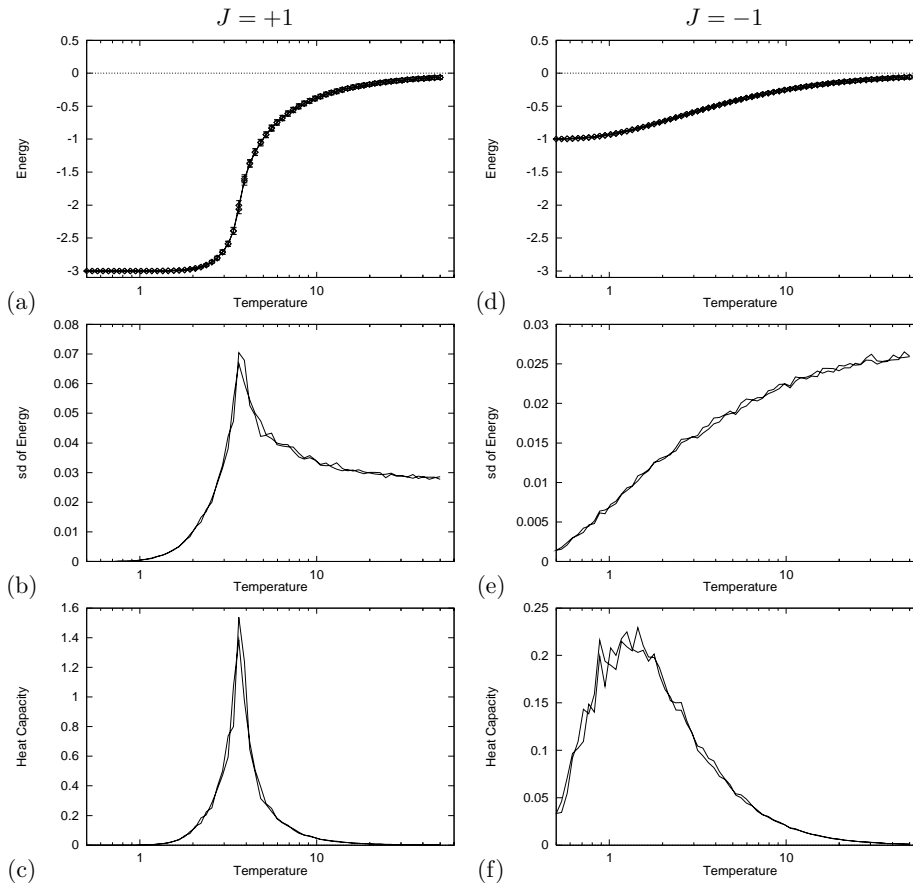 J = +1
J = −1
0.5
0
-0.5
-1
-1.5
-2
-2.5
-3
Energy
1
10
Temperature
(a)
0.5
0
-0.5
-1
-1.5
-2
-2.5
-3
Energy
1
10
Temperature
(d)
0.08
0.07
0.06
0.05
0.04
0.03
0.02
0.01
0
sd of Energy
1
10
Temperature
(b)
0.03
0.025
0.02
0.015
0.01
0.005
0
sd of Energy
1
10
Temperature
(e)
1.6
1.4
1.2
1
0.8
0.6
0.4
0.2
0
Heat Capacity
1
10
Temperature
(c)
0.25
0.2
0.15
0.1
0.05
0
Heat Capacity
1
10
Temperature
(f)